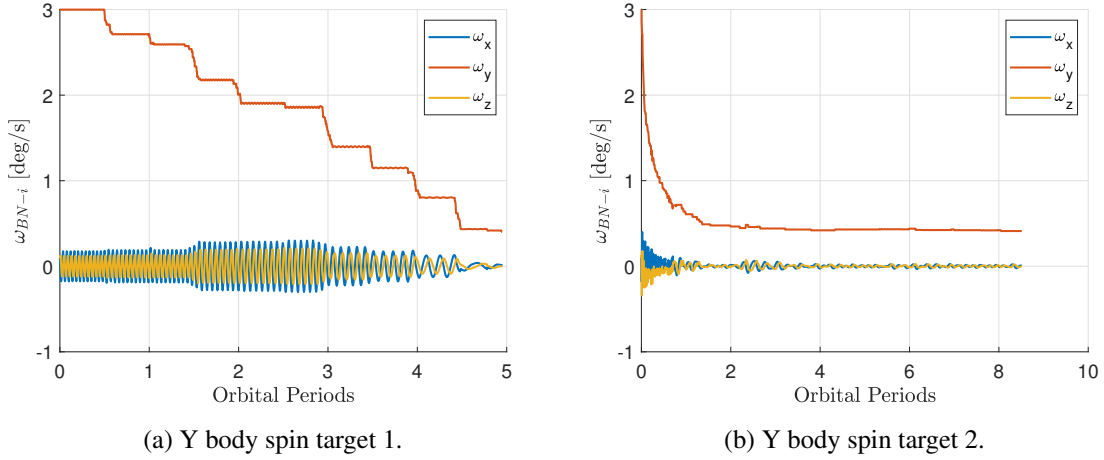 3
2
1
0
-1
ω_BN−i [deg/s]
ω_x
ω_y
ω_z
0 1 2 3 4 5
Orbital Periods
(a) Y body spin target 1.
3
2
1
0
-1
ω_BN−i [deg/s]
ω_x
ω_y
ω_z
0 2 4 6 8 10
Orbital Periods
(b) Y body spin target 2.